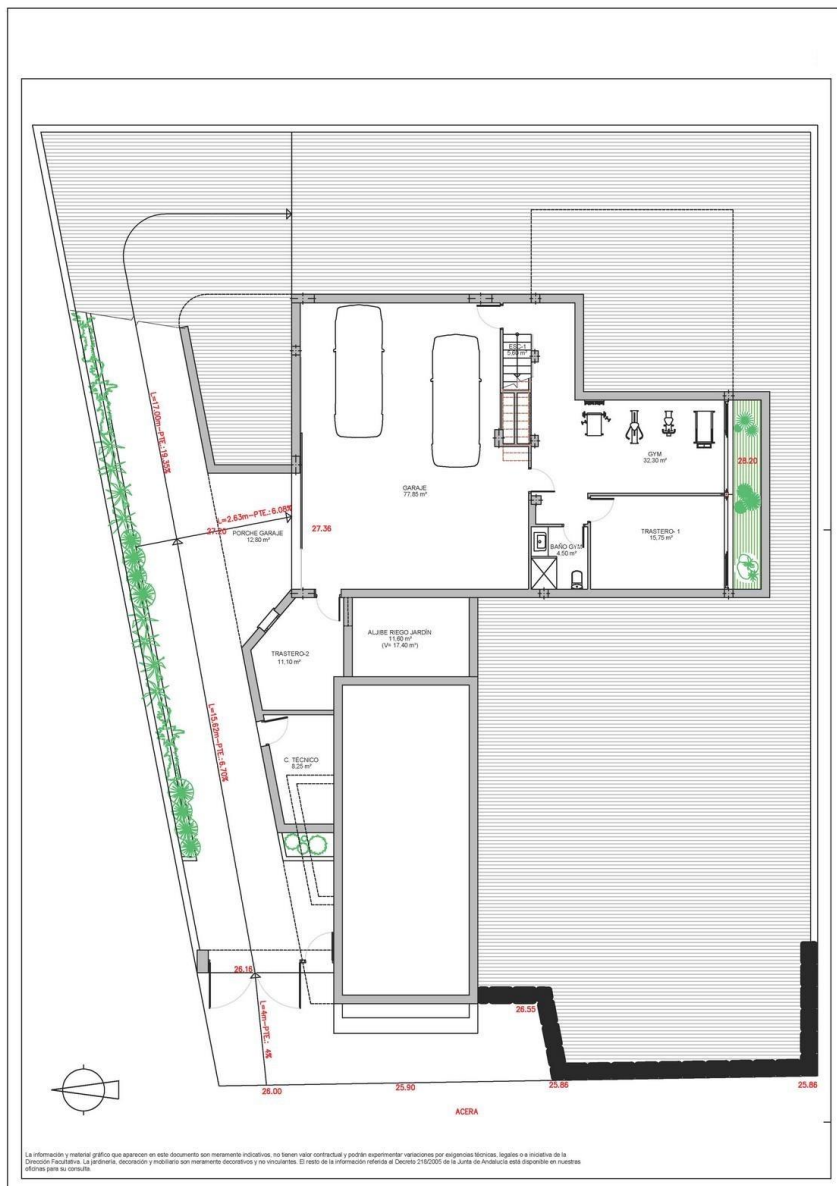 ESC-1
5.60 m²
GYM
32,30 m²
28.20
L=17.00m-PTE.:19.35%
GARAJE
77.85 m²
L=2.63m-PTE.: 6.08%
27.20
PORCHE GARAJE
12,80 m²
27.36
TRASTERO- 1
15,75 m²
BAÑO GYM
4.50 m²
ALJIBE RIEGO JARDÍN
11,60 m²
(V= 17,40 m³)
TRASTERO-2
11,10 m²
L=15.62m-PTE.:6.70%
C. TÉCNICO
8.25 m²
26.16
26.55
L=4m-PTE.: 4%
26.00
25.90
25.86
25.86
ACERA
La información y material gráfico que aparecen en este documento son meramente indicativos, no tienen valor contractual y podrán experimentar variaciones por exigencias técnicas, legales o a iniciativa de la
Dirección Facultativa. La jardinería, decoración y mobiliario son meramente decorativos y no vinculantes. El resto de la información referida al Decreto 218/2005 de la Junta de Andalucía está disponible en nuestras
oficinas para su consulta.